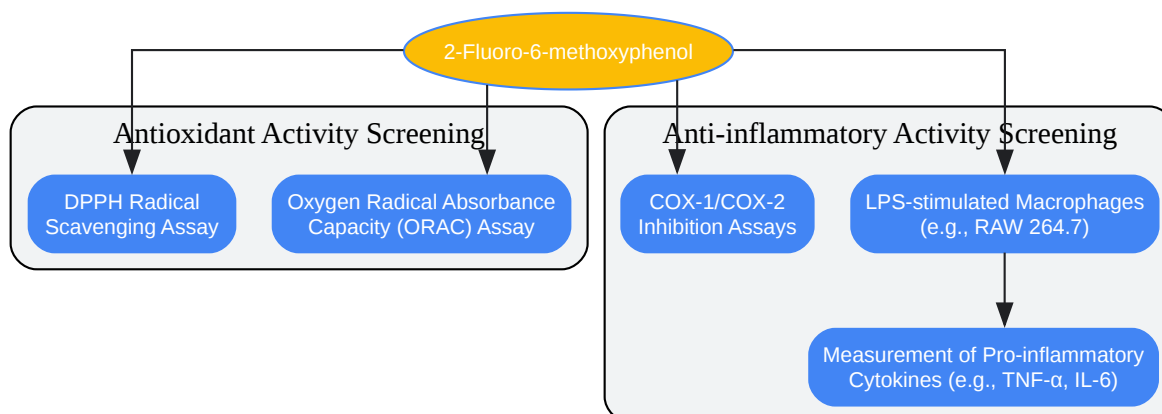 2-Fluoro-6-methoxyphenol
Antioxidant Activity Screening
Anti-inflammatory Activity Screening
DPPH Radical
Scavenging Assay
Oxygen Radical Absorbance
Capacity (ORAC) Assay
COX-1/COX-2
Inhibition Assays
LPS-stimulated Macrophages
(e.g., RAW 264.7)
Measurement of Pro-inflammatory
Cytokines (e.g., TNF-α, IL-6)